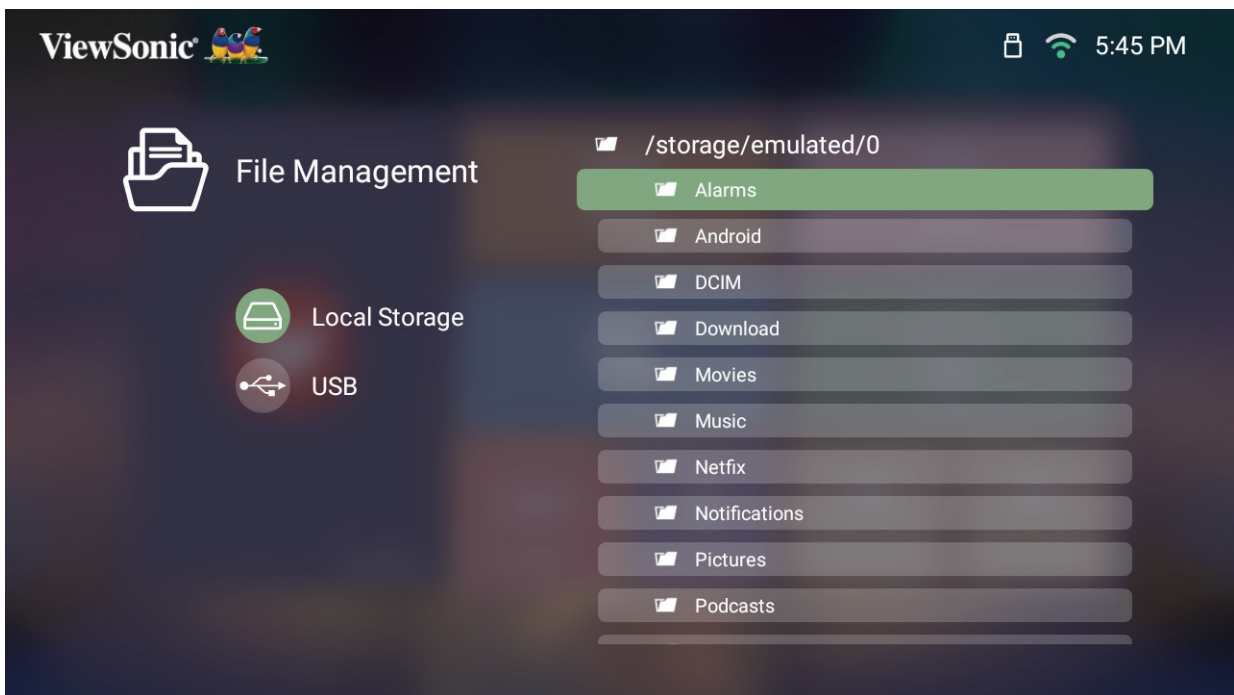 ViewSonic
5:45 PM
File Management
Local Storage
USB
/storage/emulated/0
Alarms
Android
DCIM
Download
Movies
Music
Netfix
Notifications
Pictures
Podcasts